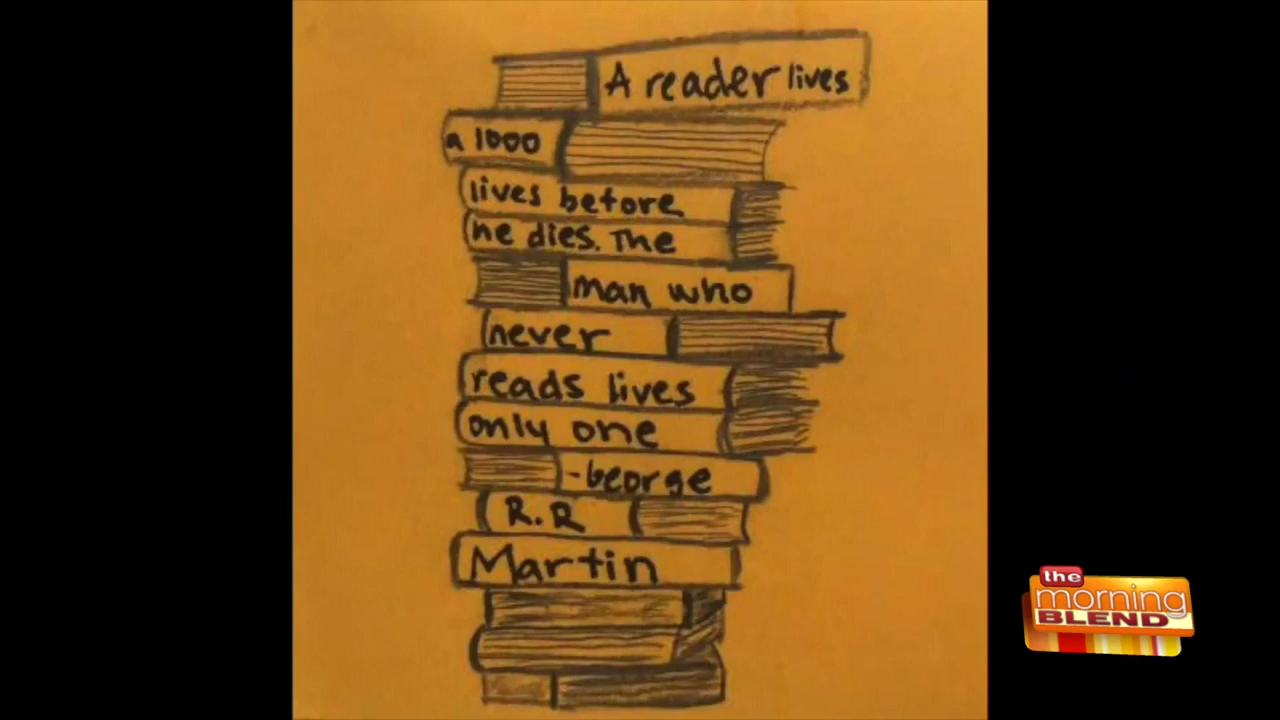 A reader lives
a 1000
lives before
he dies. The
man who
never
reads lives
only one
-George
R.R
Martin
the
morning
BLEND